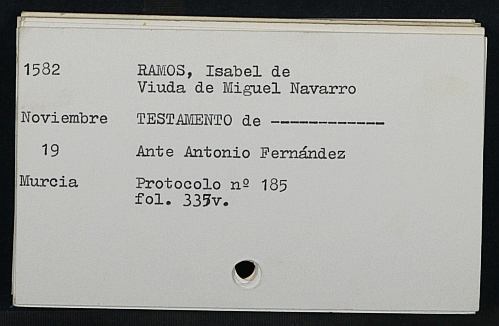 1582 RAMOS, Isabel de
Viuda de Miguel Navarro
Noviembre TESTAMENTO de ------------
19 Ante Antonio Fernández
Murcia Protocolo nº 185
fol. 335v.